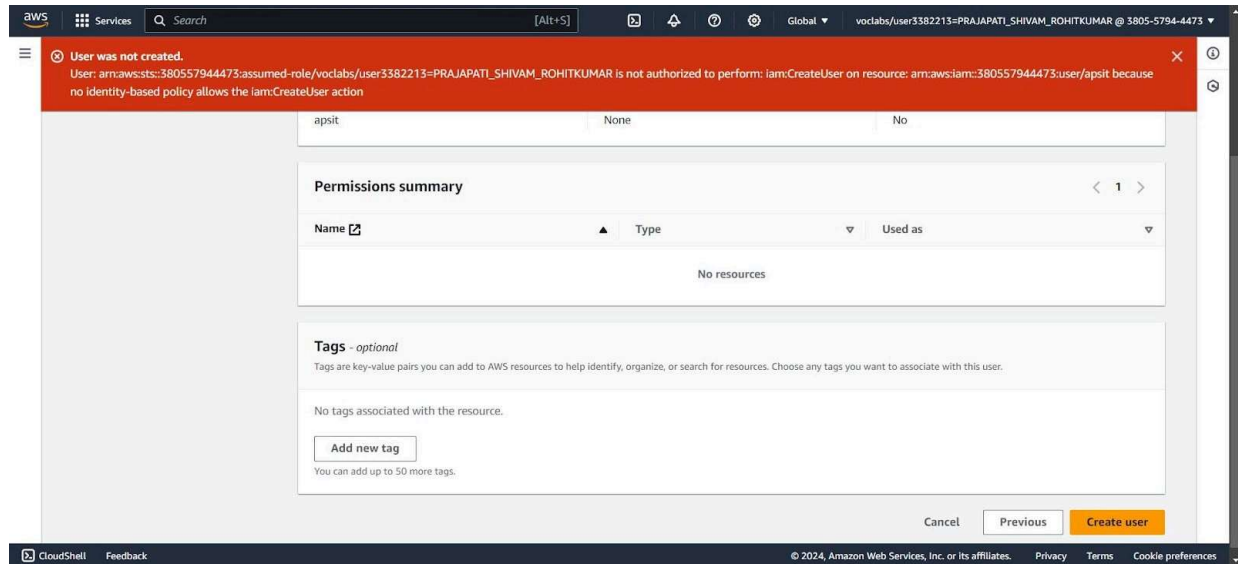 aws Services Search [Alt+S] Global voclabs/user3382213=PRAJAPATI_SHIVAM_ROHITKUMAR @ 3805-5794-4473
User was not created.
User: arn:aws:sts::380557944473:assumed-role/voclabs/user3382213=PRAJAPATI_SHIVAM_ROHITKUMAR is not authorized to perform: iam:CreateUser on resource: arn:aws:iam::380557944473:user/apsit because
no identity-based policy allows the iam:CreateUser action
apsit None No
Permissions summary 1
Name Type Used as
No resources
Tags - optional
Tags are key-value pairs you can add to AWS resources to help identify, organize, or search for resources. Choose any tags you want to associate with this user.
No tags associated with the resource.
Add new tag
You can add up to 50 more tags.
Cancel Previous Create user
CloudShell Feedback © 2024, Amazon Web Services, Inc. or its affiliates. Privacy Terms Cookie preferences